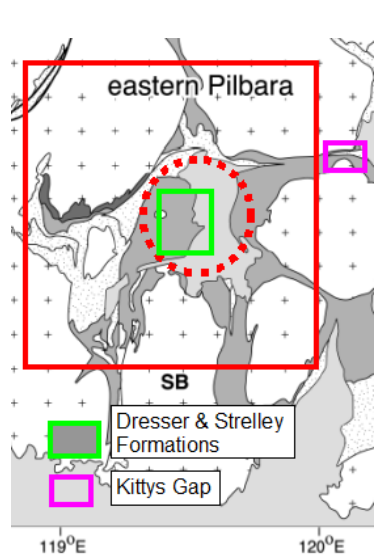 eastern Pilbara
SB
Dresser & Strelley
Formations
Kittys Gap
119°E
120°E